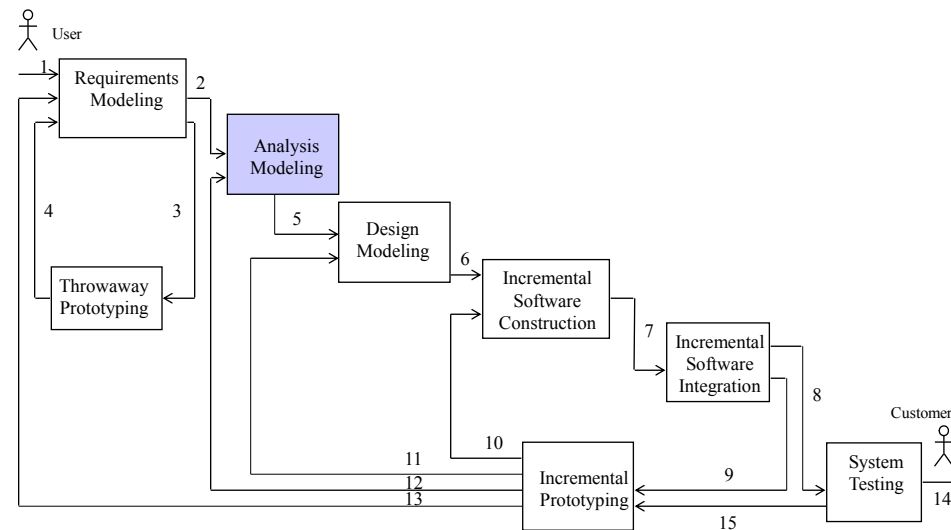 User
1
Requirements
Modeling
2
Analysis
Modeling
4
3
5
Design
Modeling
6
Throwaway
Prototyping
Incremental
Software
Construction
7
Incremental
Software
Integration
8
Customer
10
11
12
13
Incremental
Prototyping
9
15
System
Testing
14